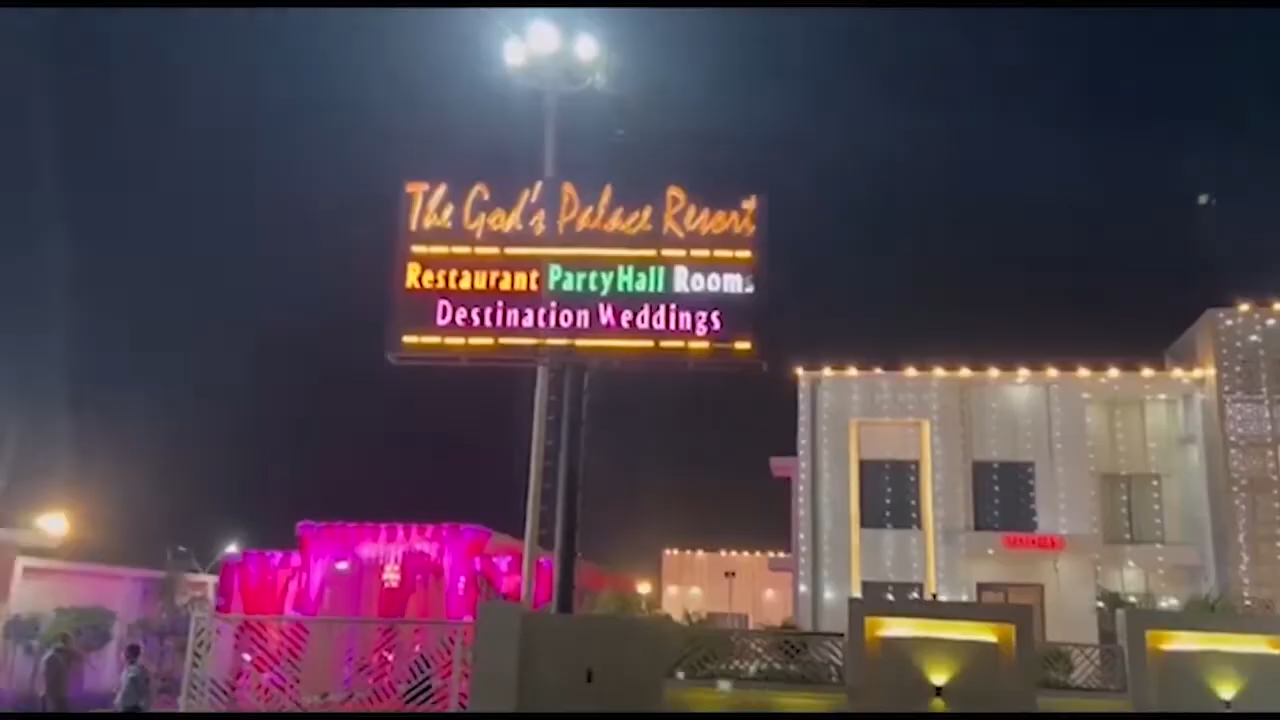 The God's Palace Resort
Restaurant PartyHall Rooms
Destination Weddings